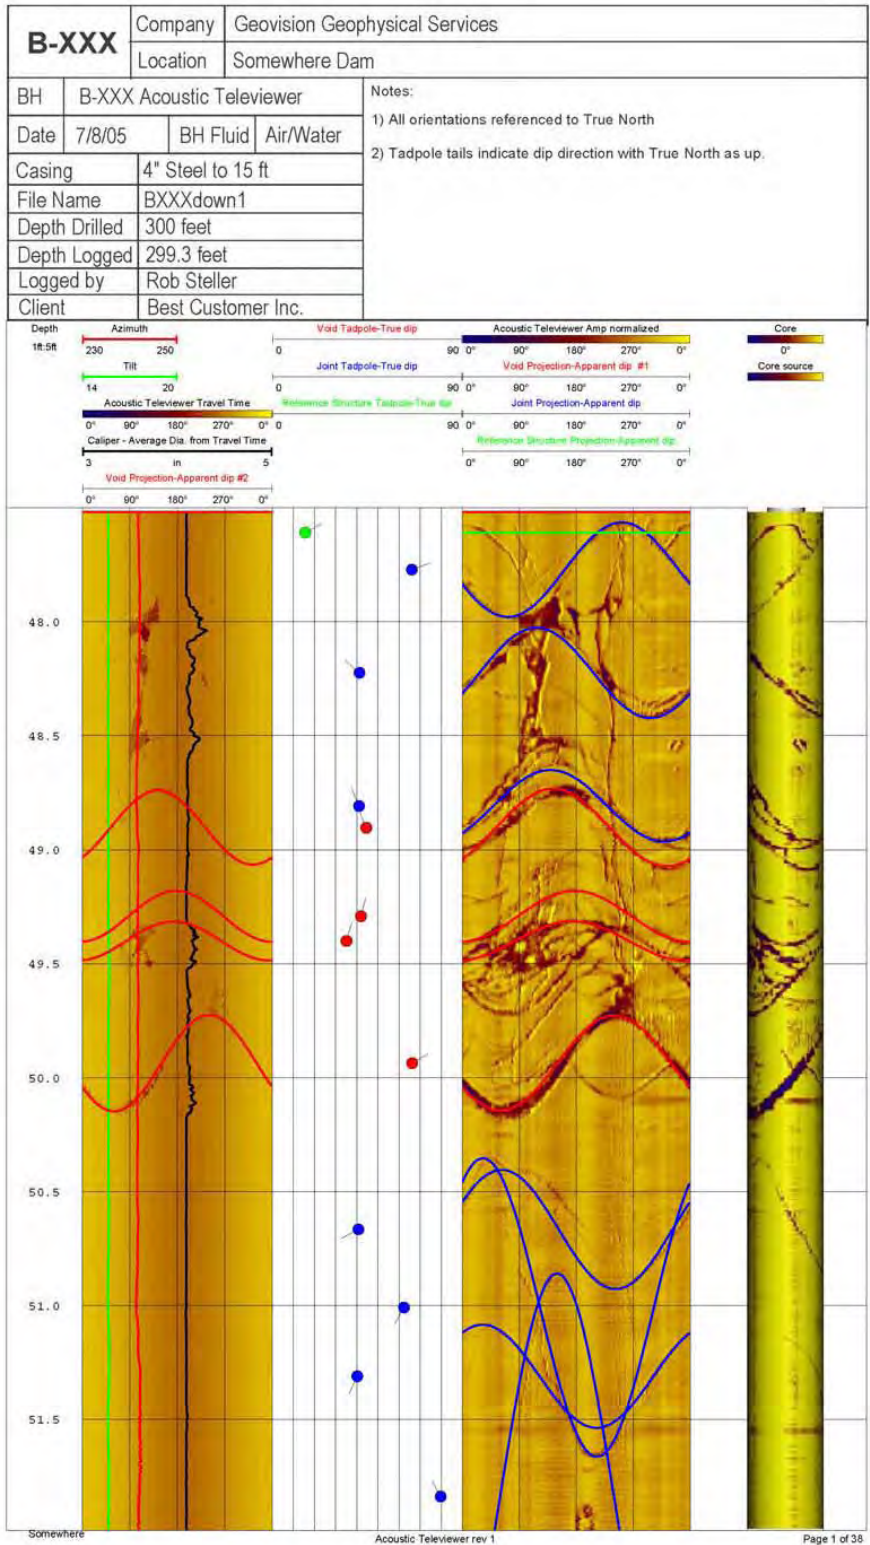 B-XXX
Company Geovision Geophysical Services
Location Somewhere Dam
BH B-XXX Acoustic Televiewer
Date 7/8/05 BH Fluid Air/Water
Casing 4" Steel to 15 ft
File Name BXXXdown1
Depth Drilled 300 feet
Depth Logged 299.3 feet
Logged by Rob Steller
Client Best Customer Inc.
Notes:
1) All orientations referenced to True North
2) Tadpole tails indicate dip direction with True North as up.
Depth
1ft:5ft
Azimuth
230 250
Tilt
14 20
Acoustic Televiewer Travel Time
0° 90° 180° 270° 0°
Caliper - Average Dia. from Travel Time
3 in 5
Void Projection-Apparent dip #2
0° 90° 180° 270° 0°
Void Tadpole-True dip
0 90
Joint Tadpole-True dip
0 90
Reference Structure Tadpole-True dip
0 90
Acoustic Televiewer Amp normalized
0° 90° 180° 270° 0°
Void Projection-Apparent dip #1
0° 90° 180° 270° 0°
Joint Projection-Apparent dip
0° 90° 180° 270° 0°
Reference Structure Projection-Apparent dip
0° 90° 180° 270° 0°
Core
0°
Core source
48.0
48.5
49.0
49.5
50.0
50.5
51.0
51.5
Somewhere
Acoustic Televiewer rev 1
Page 1 of 38